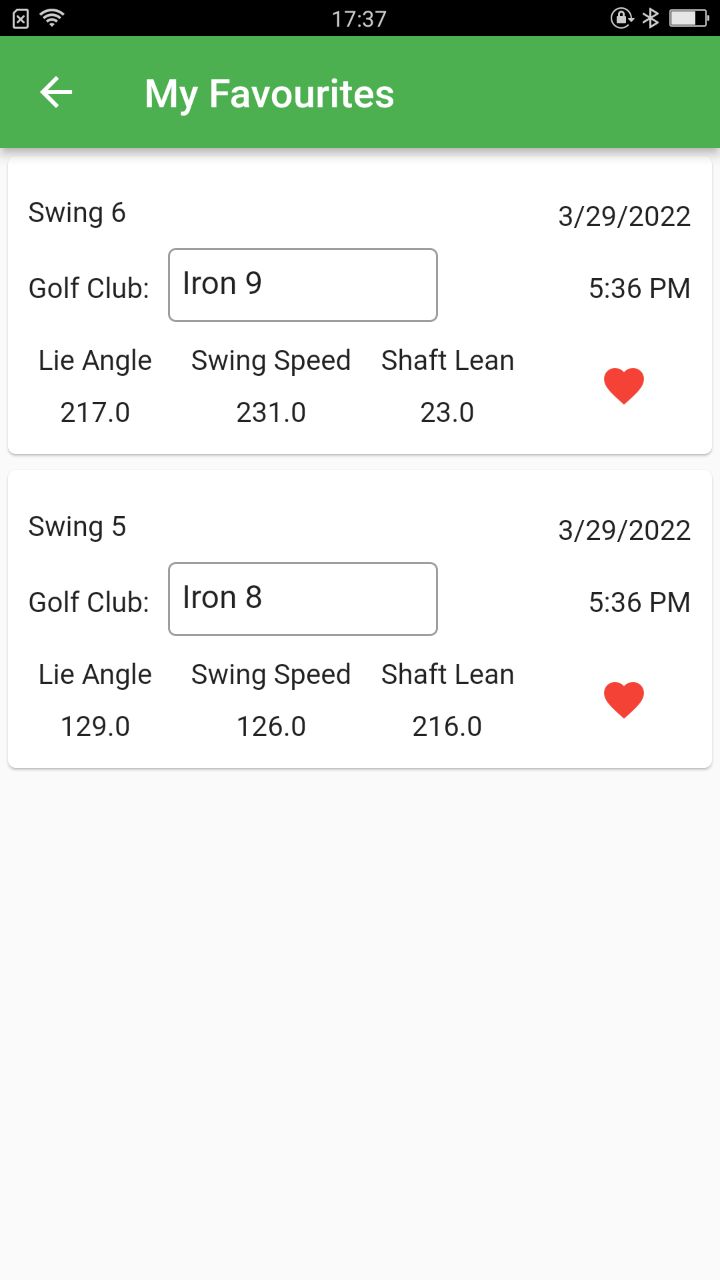 17:37
My Favourites
Swing 6
3/29/2022
Golf Club: Iron 9
5:36 PM
Lie Angle Swing Speed Shaft Lean
217.0 231.0 23.0
Swing 5
3/29/2022
Golf Club: Iron 8
5:36 PM
Lie Angle Swing Speed Shaft Lean
129.0 126.0 216.0